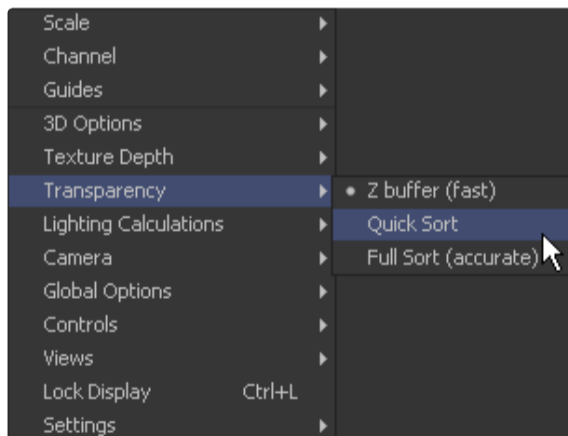 Scale
Channel
Guides
3D Options
Texture Depth
Transparency
Z buffer (fast)
Quick Sort
Full Sort (accurate)
Lighting Calculations
Camera
Global Options
Controls
Views
Lock Display Ctrl+L
Settings